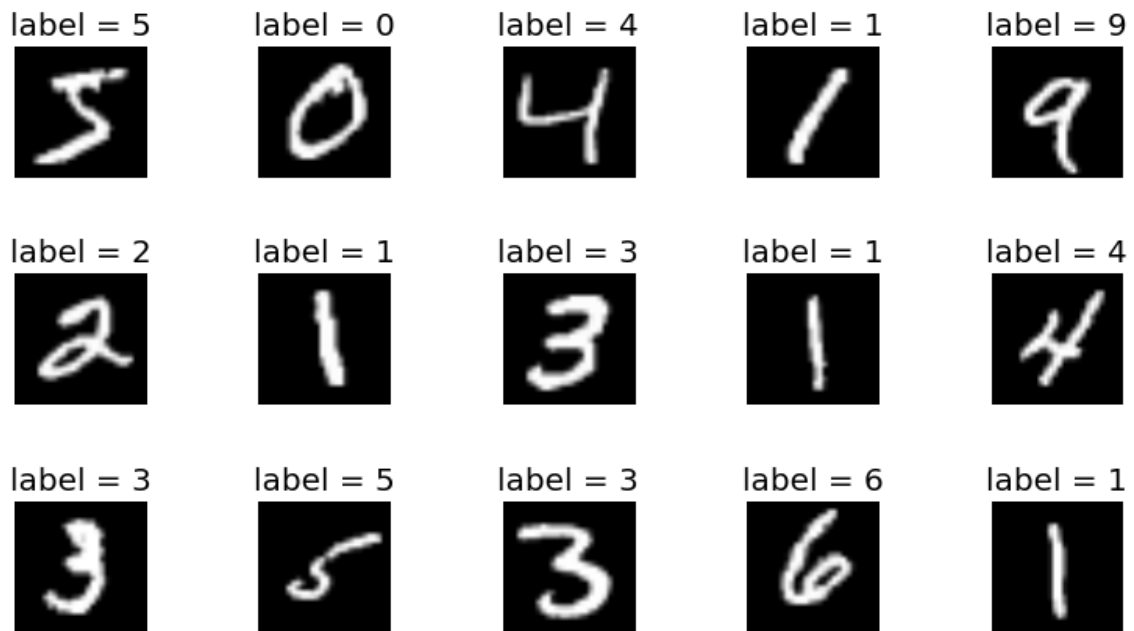 label = 5 label = 0 label = 4 label = 1 label = 9
5 0 4 1 9
label = 2 label = 1 label = 3 label = 1 label = 4
2 1 3 1 4
label = 3 label = 5 label = 3 label = 6 label = 1
3 5 3 6 1